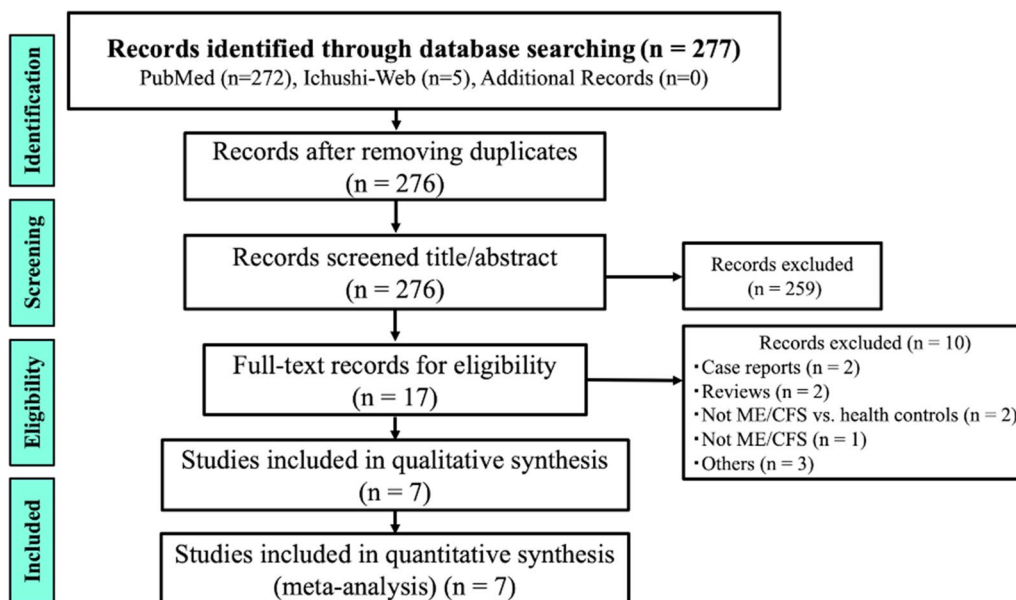 Identification
Records identified through database searching (n = 277)
PubMed (n=272), Ichushi-Web (n=5), Additional Records (n=0)
Records after removing duplicates
(n = 276)
Screening
Records screened title/abstract
(n = 276)
Records excluded
(n = 259)
Eligibility
Full-text records for eligibility
(n = 17)
Records excluded (n = 10)
・Case reports (n = 2)
・Reviews (n = 2)
・Not ME/CFS vs. health controls (n = 2)
・Not ME/CFS (n = 1)
・Others (n = 3)
Studies included in qualitative synthesis
(n = 7)
Included
Studies included in quantitative synthesis
(meta-analysis) (n = 7)